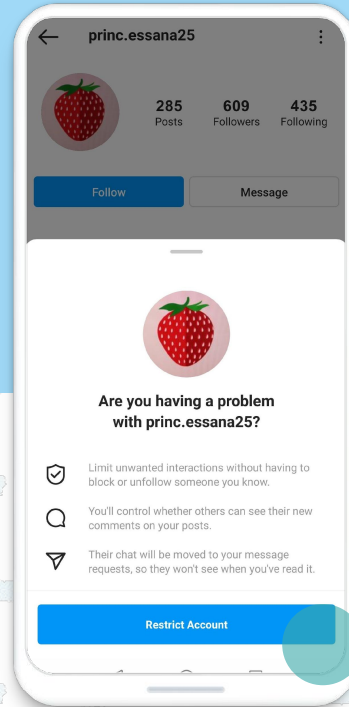 princ.essana25
285 609 435
Posts Followers Following
Follow Message
Are you having a problem
with princ.essana25?
Limit unwanted interactions without having to
block or unfollow someone you know.
You'll control whether others can see their new
comments on your posts.
Their chat will be moved to your message
requests, so they won't see when you've read it.
Restrict Account